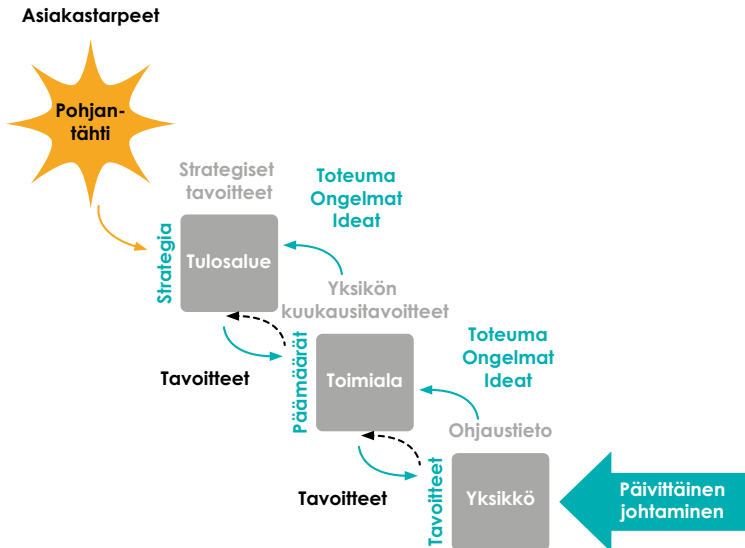 Asiakastarpeet
Pohjan-
tähti
Strategiset
tavoitteet
Toteuma
Ongelmat
Ideat
Strategia
Tulosalue
Yksikön
kuukausitavoitteet
Tavoitteet
Päämäärät
Toimiala
Toteuma
Ongelmat
Ideat
Ohjaustieto
Tavoitteet
Tavoitteet
Yksikkö
Päivittäinen
johtaminen